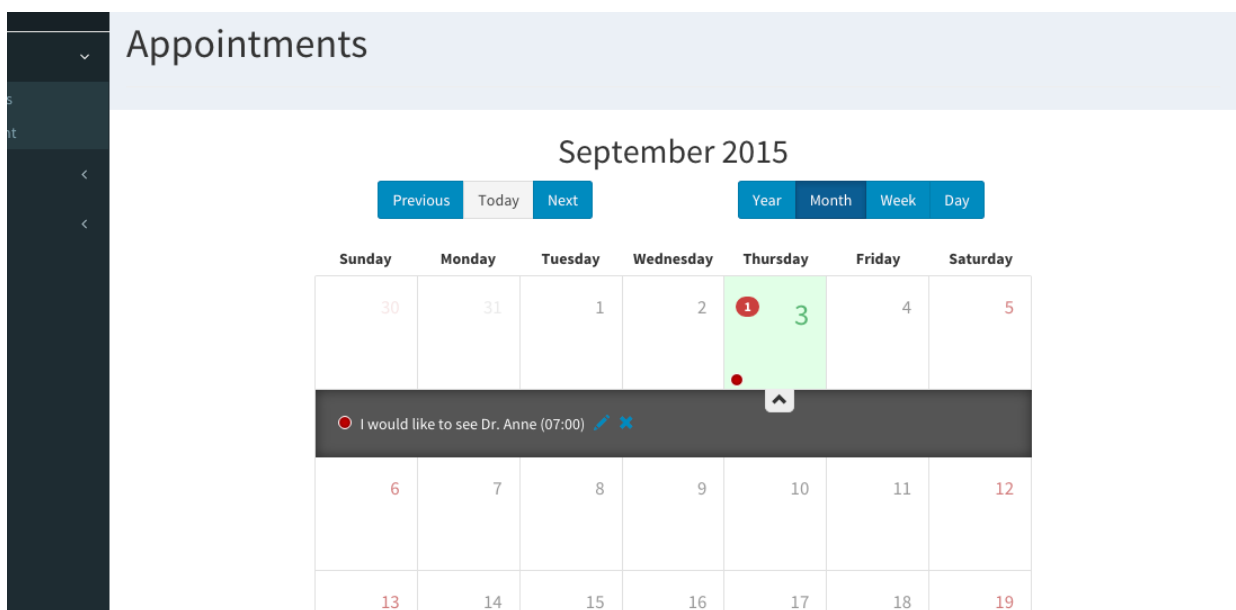 Appointments
s
nt
September 2015
Previous Today Next Year Month Week Day
Sunday Monday Tuesday Wednesday Thursday Friday Saturday
30 31 1 2 1 3 4 5
I would like to see Dr. Anne (07:00)
6 7 8 9 10 11 12
13 14 15 16 17 18 19